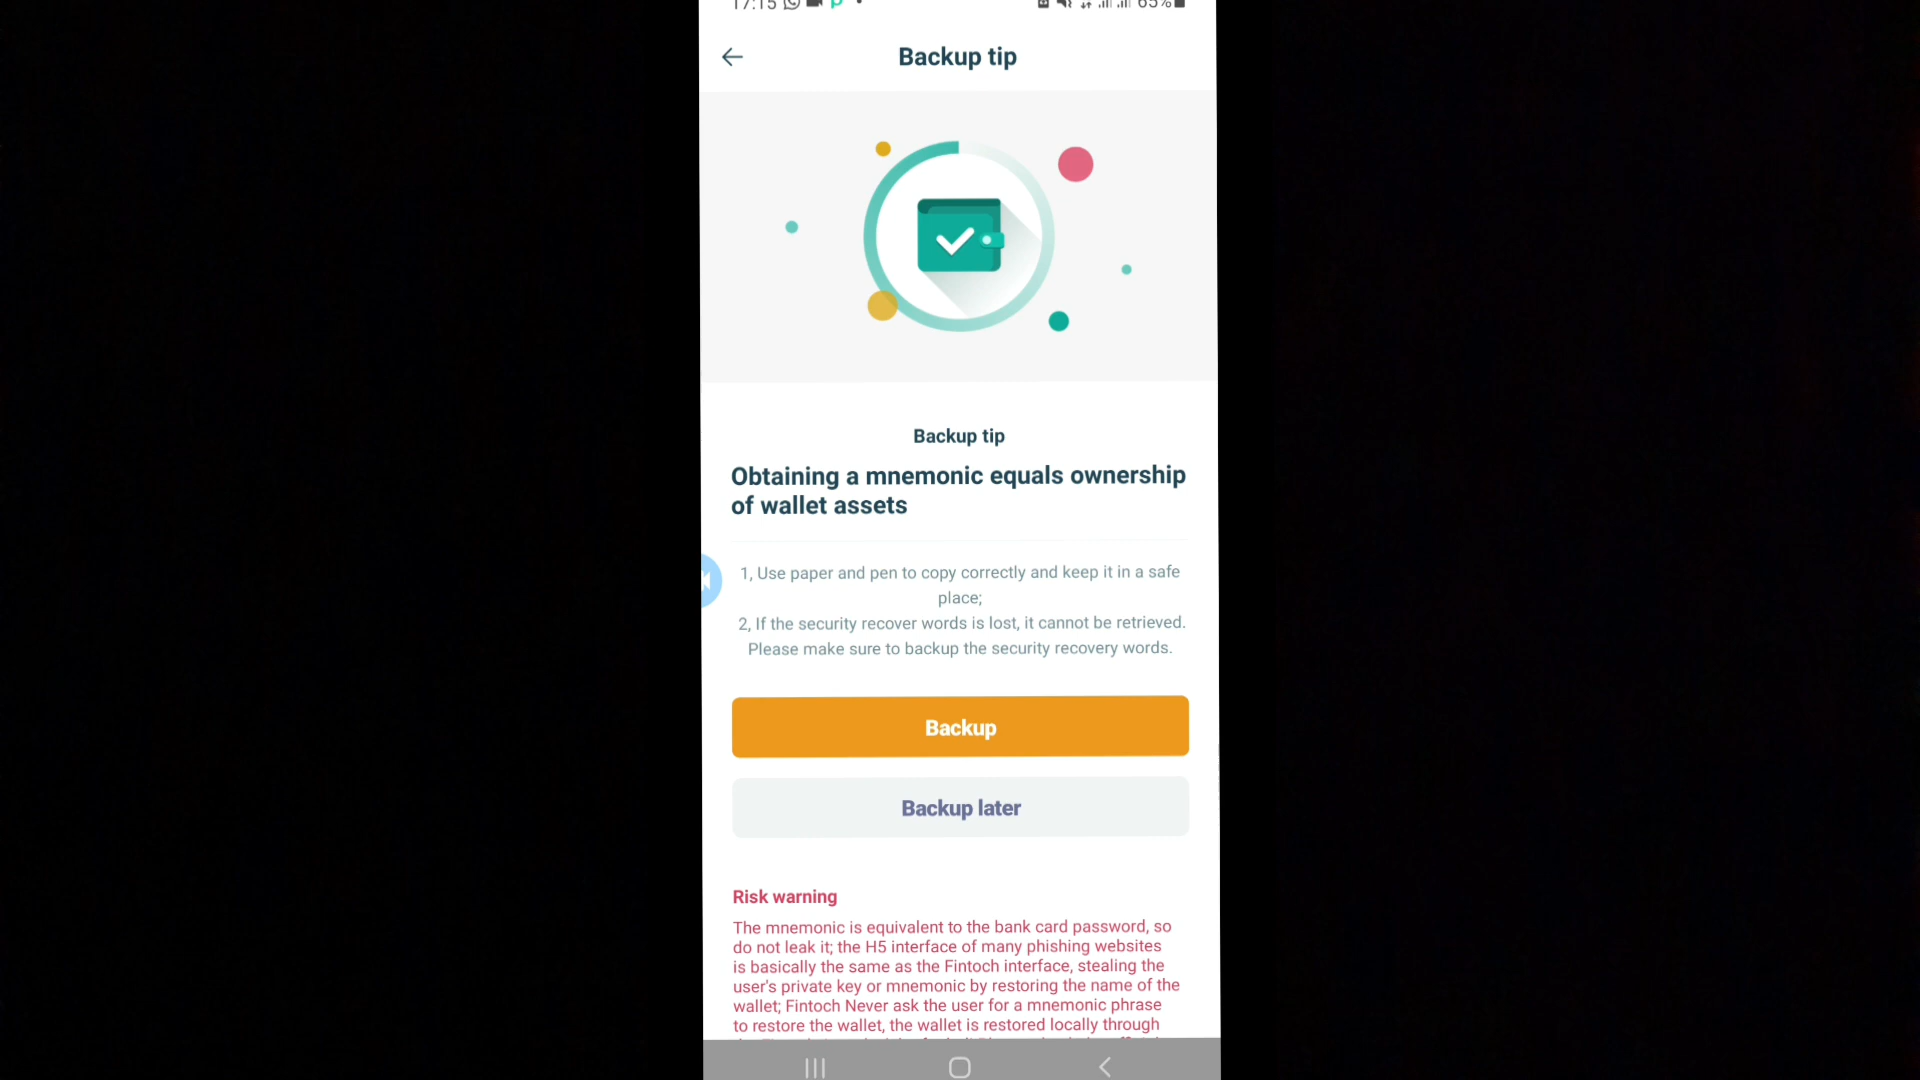 17:15
65%
Backup tip
Backup tip
Obtaining a mnemonic equals ownership
of wallet assets
1, Use paper and pen to copy correctly and keep it in a safe
place;
2, If the security recover words is lost, it cannot be retrieved.
Please make sure to backup the security recovery words.
Backup
Backup later
Risk warning
The mnemonic is equivalent to the bank card password, so
do not leak it; the H5 interface of many phishing websites
is basically the same as the Fintoch interface, stealing the
user's private key or mnemonic by restoring the name of the
wallet; Fintoch Never ask the user for a mnemonic phrase
to restore the wallet, the wallet is restored locally through